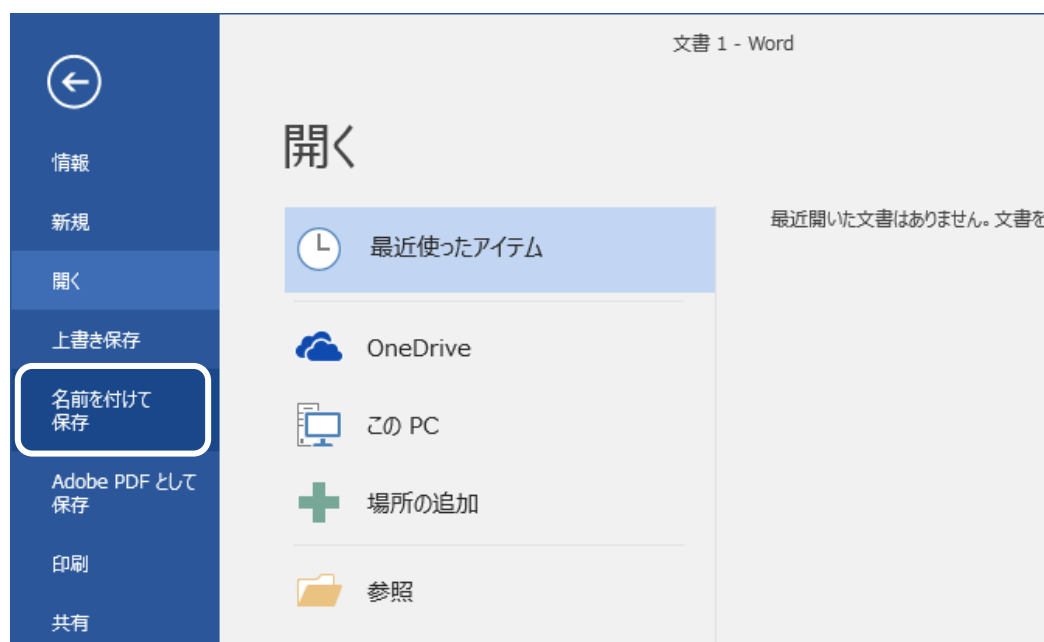 文書 1 - Word
情報
新規
開く
上書き保存
名前を付けて
保存
Adobe PDF として
保存
印刷
共有
開く
最近使ったアイテム
OneDrive
この PC
場所の追加
参照
最近開いた文書はありません。文書を